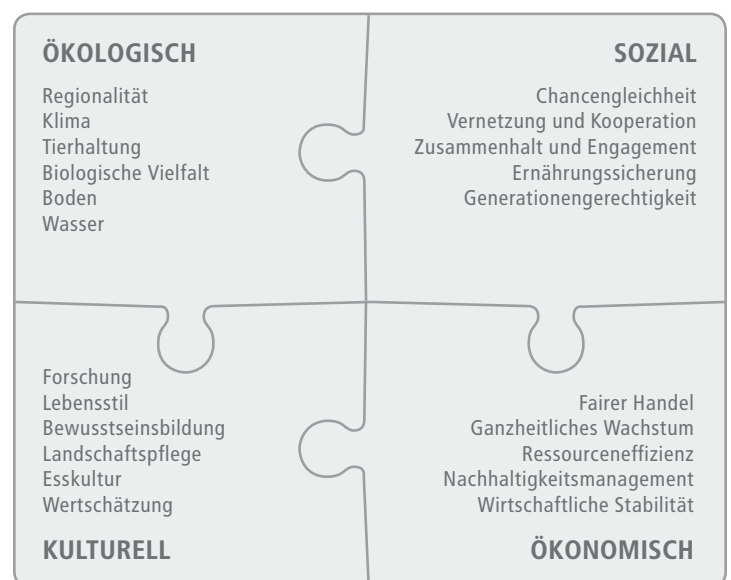 ÖKOLOGISCH
Regionalität
Klima
Tierhaltung
Biologische Vielfalt
Boden
Wasser
SOZIAL
Chancengleichheit
Vernetzung und Kooperation
Zusammenhalt und Engagement
Ernährungssicherung
Generationengerechtigkeit
Forschung
Lebensstil
Bewusstseinsbildung
Landschaftspflege
Esskultur
Wertschätzung
KULTURELL
Fairer Handel
Ganzheitliches Wachstum
Ressourceneffizienz
Nachhaltigkeitsmanagement
Wirtschaftliche Stabilität
ÖKONOMISCH